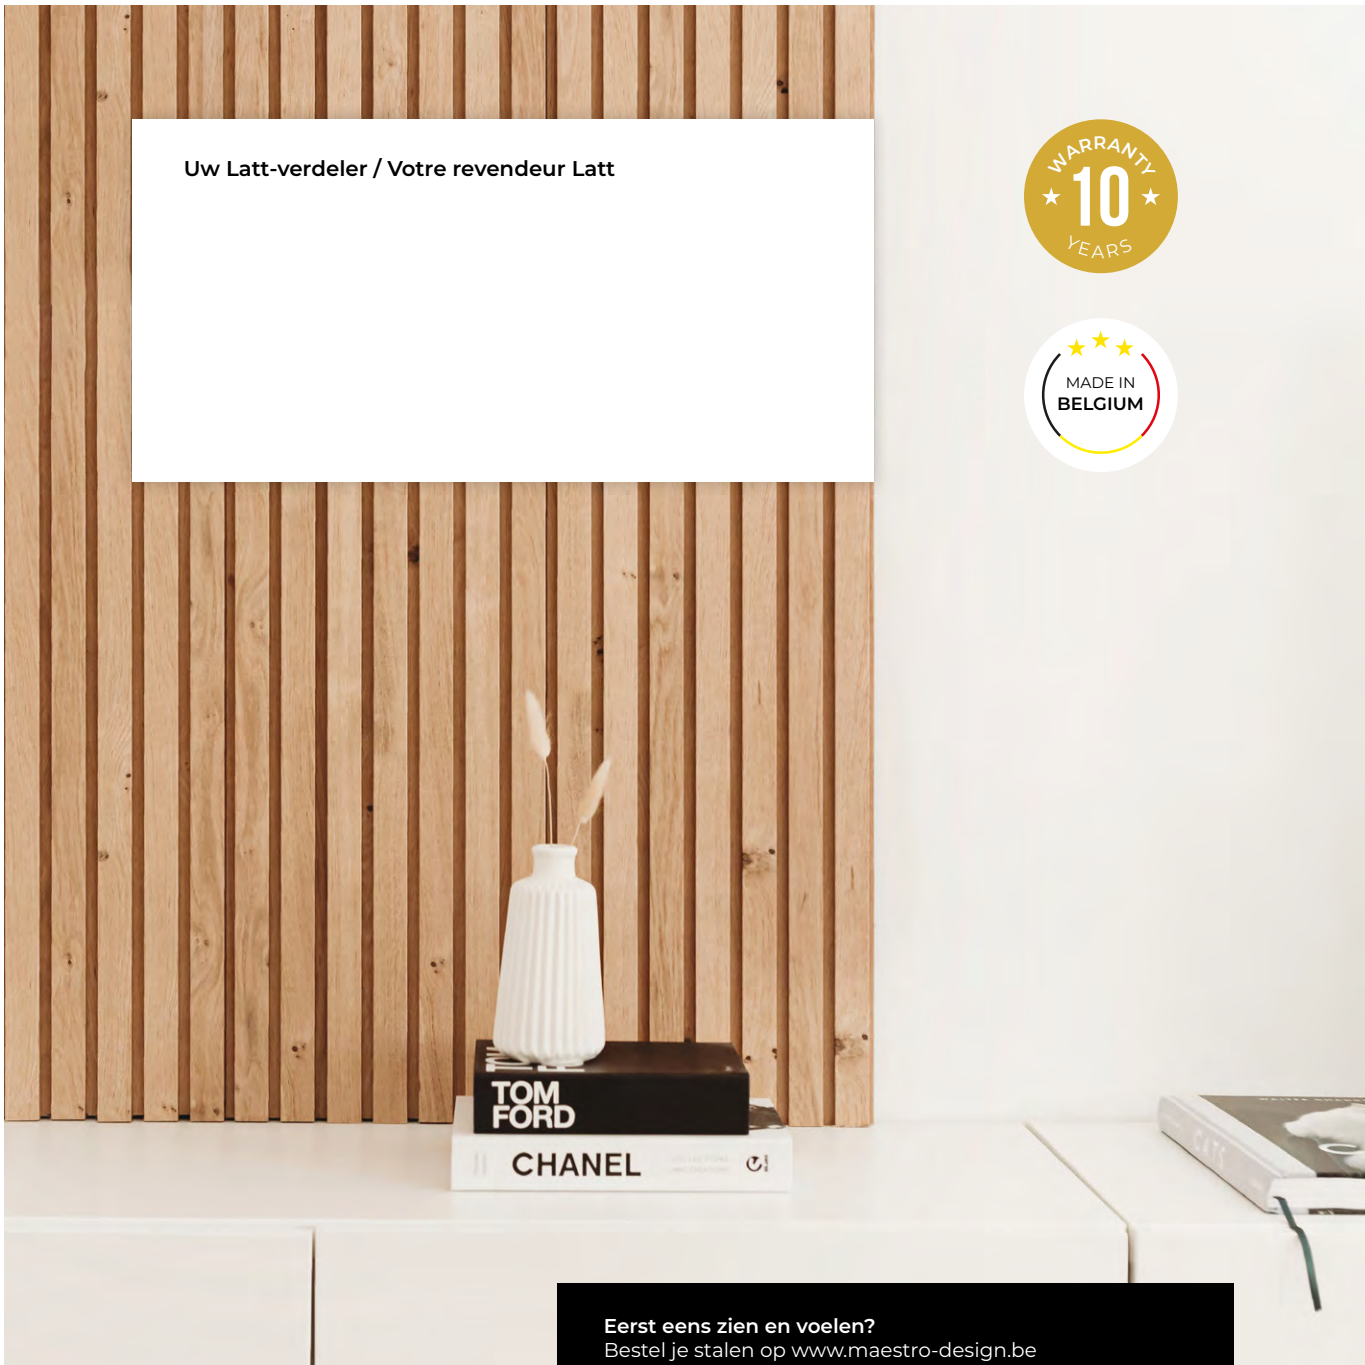 Uw Latt-verdeler / Votre revendeur Latt
WARRANTY
10
YEARS
MADE IN
BELGIUM
TOM
FORD
CHANEL
CATS
Eerst eens zien en voelen?
Bestel je stalen op www.maestro-design.be